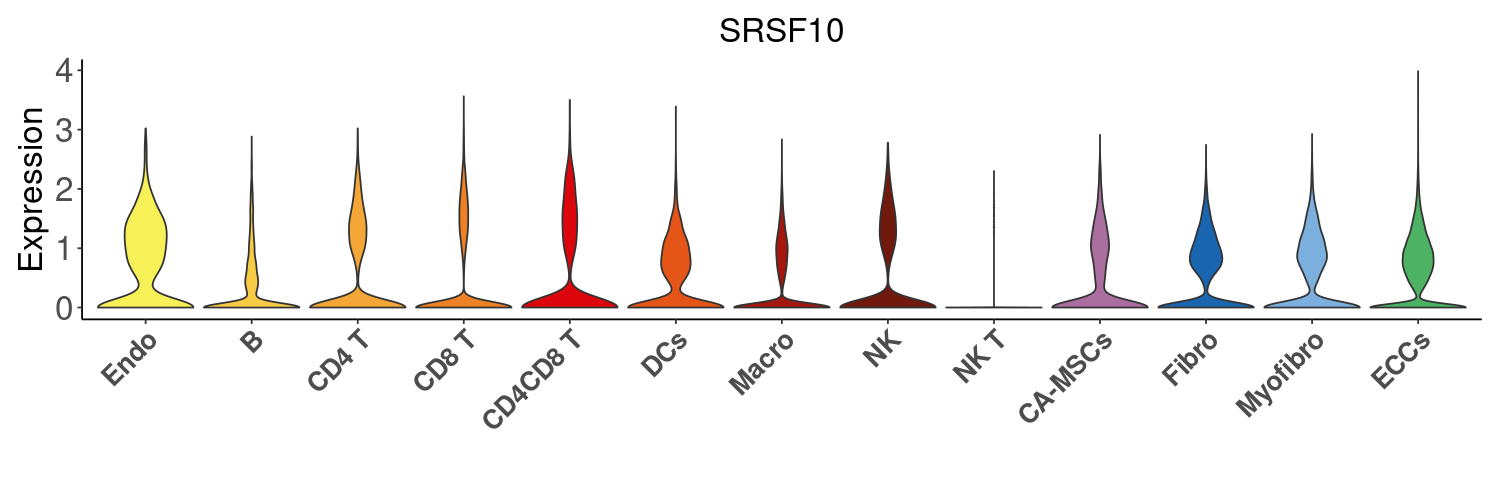 SRSF10
Expression
4
3
2
1
0
Endo
B
CD4 T
CD8 T
CD4CD8 T
DCs
Macro
NK
NK T
CA-MSCs
Fibro
Myofibro
ECCs